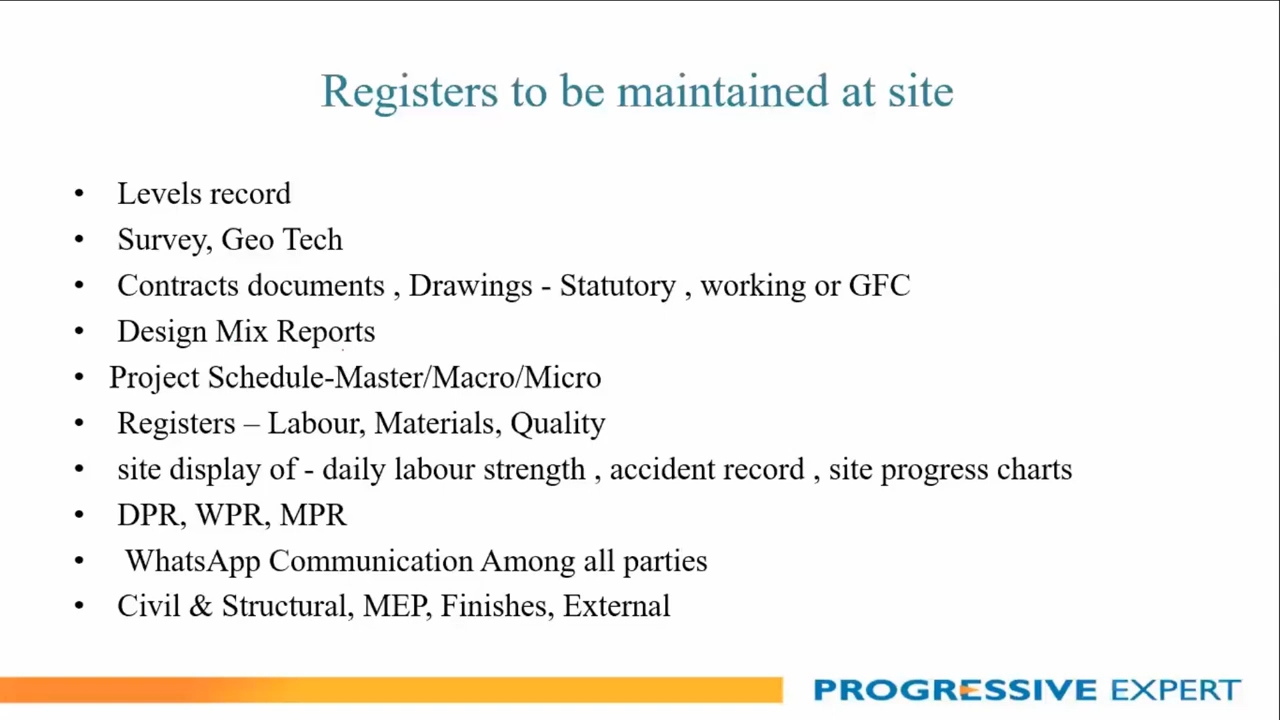 Registers to be maintained at site
• Levels record
• Survey, Geo Tech
• Contracts documents , Drawings - Statutory , working or GFC
• Design Mix Reports
• Project Schedule-Master/Macro/Micro
• Registers – Labour, Materials, Quality
• site display of - daily labour strength , accident record , site progress charts
• DPR, WPR, MPR
• WhatsApp Communication Among all parties
• Civil & Structural, MEP, Finishes, External
PROGRESSIVE EXPERT